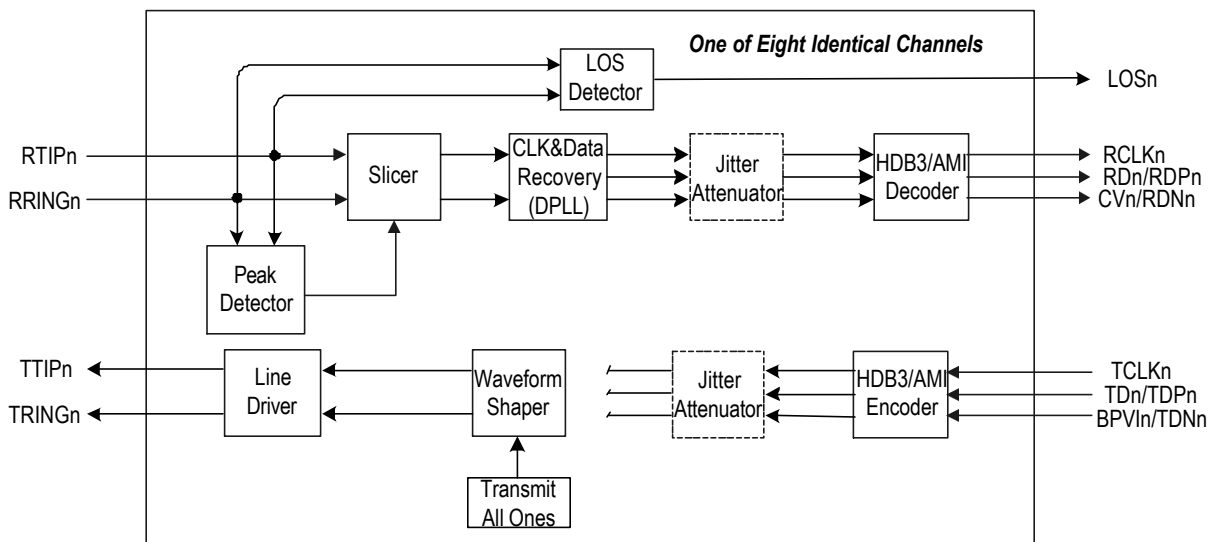 One of Eight Identical Channels
LOS
Detector
LOSn
RTIPn
RRINGn
Slicer
CLK&Data
Recovery
(DPLL)
Jitter
Attenuator
HDB3/AMI
Decoder
RCLKn
RDn/RDPn
CVn/RDNn
Peak
Detector
TTIPn
TRINGn
Line
Driver
Waveform
Shaper
Jitter
Attenuator
HDB3/AMI
Encoder
TCLKn
TDn/TDPn
BPVIn/TDNn
Transmit
All Ones